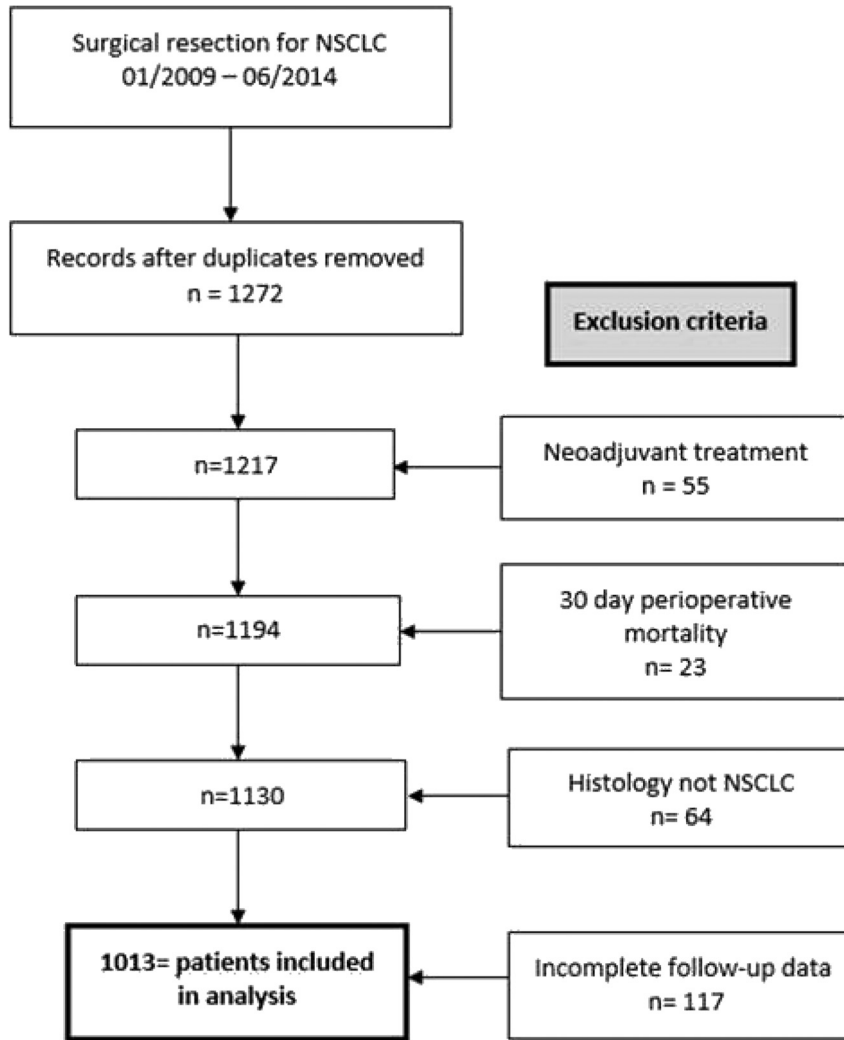 Surgical resection for NSCLC
01/2009 – 06/2014
Records after duplicates removed
n = 1272
Exclusion criteria
n=1217
Neoadjuvant treatment
n = 55
n=1194
30 day perioperative
mortality
n= 23
n=1130
Histology not NSCLC
n= 64
1013= patients included
in analysis
Incomplete follow-up data
n= 117